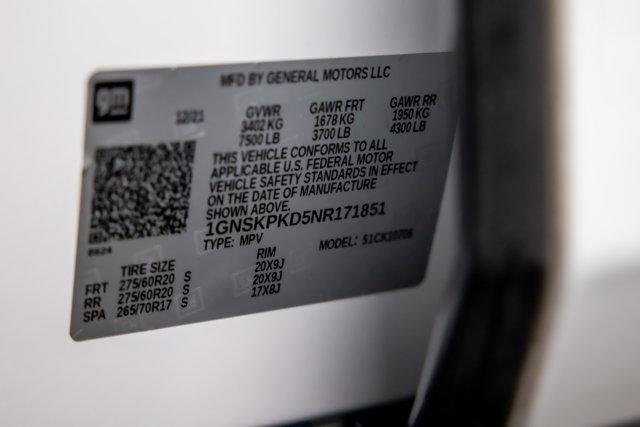 MFD BY GENERAL MOTORS LLC
gm
12/21
GVWR GAWR FRT GAWR RR
3402 KG 1678 KG 1950 KG
7500 LB 3700 LB 4300 LB
THIS VEHICLE CONFORMS TO ALL
APPLICABLE U.S. FEDERAL MOTOR
VEHICLE SAFETY STANDARDS IN EFFECT
ON THE DATE OF MANUFACTURE
SHOWN ABOVE.
1GNSKPKD5NR171851
TYPE: MPV MODEL: 51CK10706
8624
TIRE SIZE RIM
FRT 275/60R20 S 20X9J
RR 275/60R20 S 20X9J
SPA 265/70R17 S 17X8J